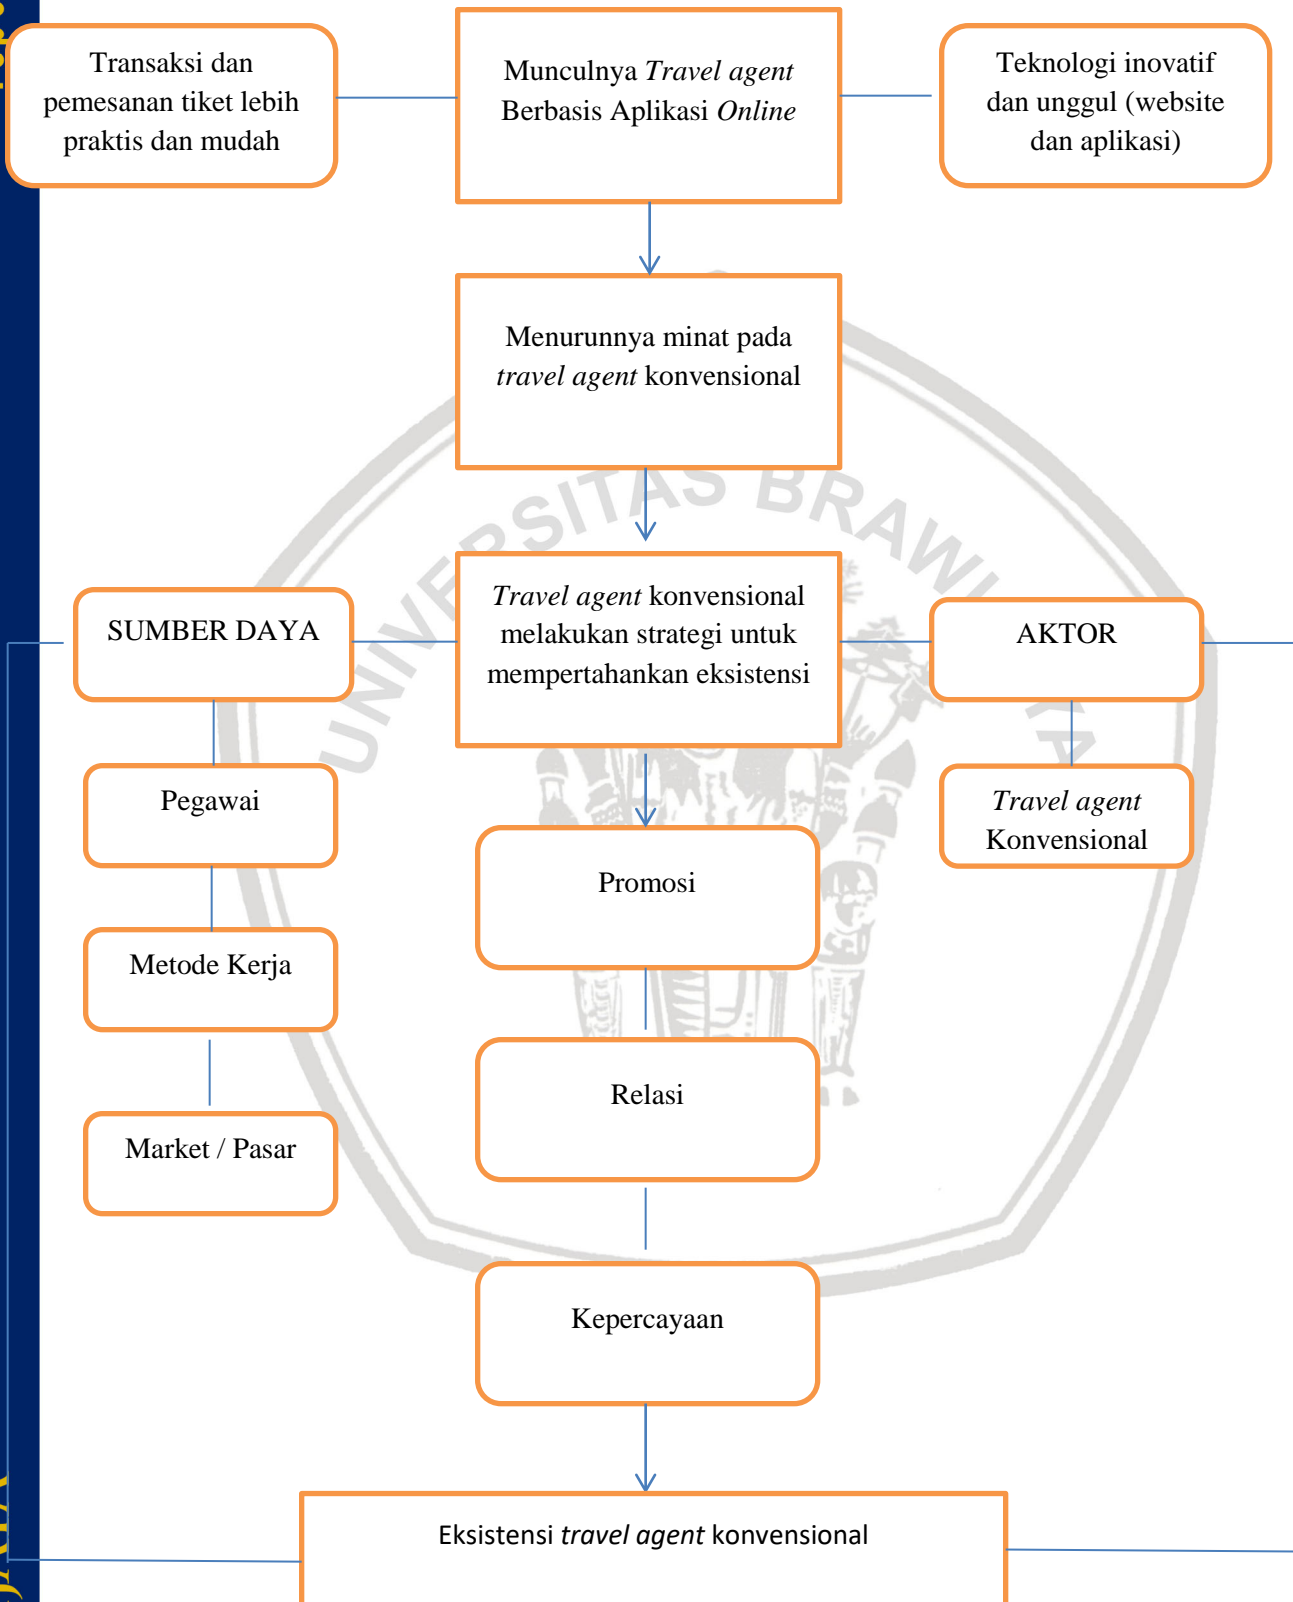 Transaksi dan
pemesanan tiket lebih
praktis dan mudah
Munculnya Travel agent
Berbasis Aplikasi Online
Teknologi inovatif
dan unggul (website
dan aplikasi)
Menurunnya minat pada
travel agent konvensional
UNIVERSITAS BRAWIJAYA
Travel agent konvensional
melakukan strategi untuk
mempertahankan eksistensi
SUMBER DAYA
AKTOR
Pegawai
Travel agent
Konvensional
Promosi
Metode Kerja
Relasi
Market / Pasar
Kepercayaan
Eksistensi travel agent konvensional